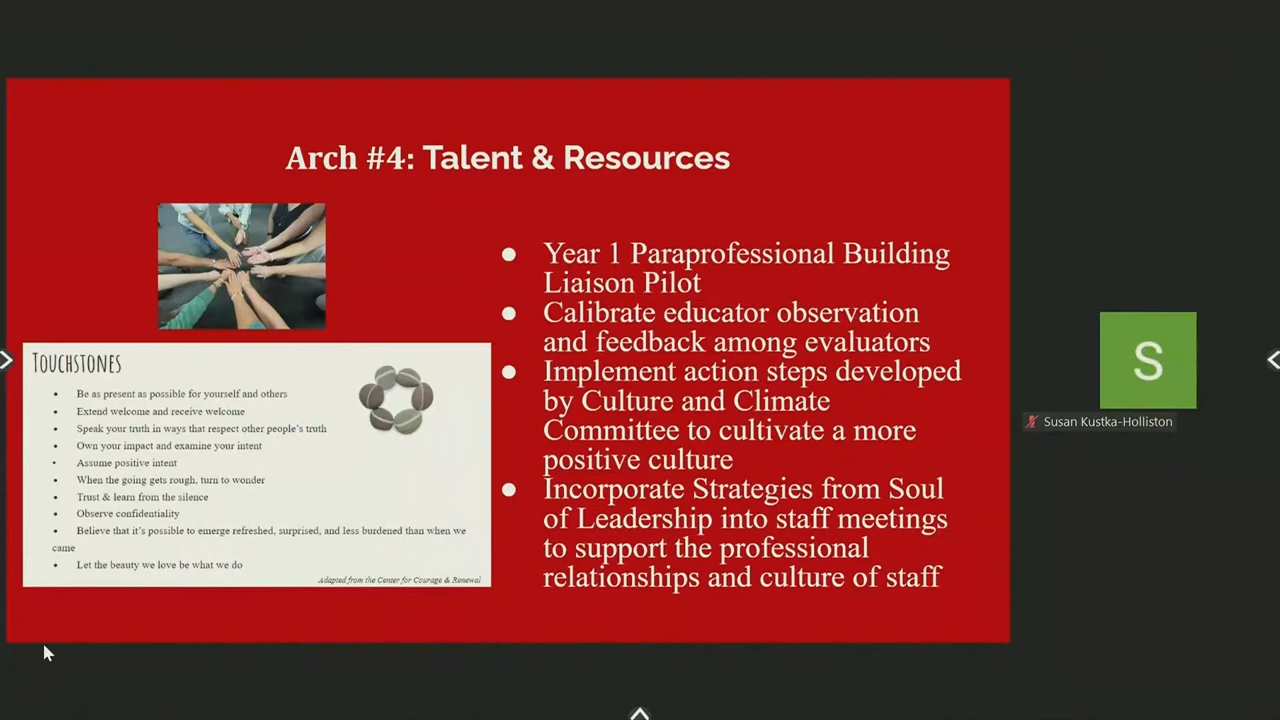 Arch #4: Talent & Resources
TOUCHSTONES
• Be as present as possible for yourself and others
• Extend welcome and receive welcome
• Speak your truth in ways that respect other people's truth
• Own your impact and examine your intent
• Assume positive intent
• When the going gets rough, turn to wonder
• Trust & learn from the silence
• Observe confidentiality
• Believe that it's possible to emerge refreshed, surprised, and less burdened than when we
came
• Let the beauty we love be what we do
Adapted from the Center for Courage & Renewal
● Year 1 Paraprofessional Building
Liaison Pilot
● Calibrate educator observation
and feedback among evaluators
● Implement action steps developed
by Culture and Climate
Committee to cultivate a more
positive culture
● Incorporate Strategies from Soul
of Leadership into staff meetings
to support the professional
relationships and culture of staff
S
Susan Kustka-Holliston